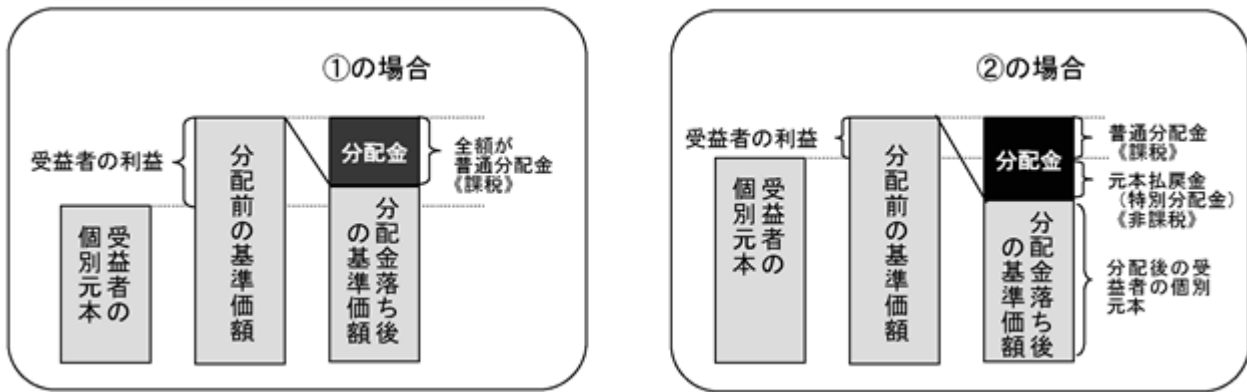 ①の場合
受益者の利益
受益者の
個別元本
分配前の基準価額
分配金
分配金落ち後
の基準価額
全額が
普通分配金
《課税》
②の場合
受益者の利益
受益者の
個別元本
分配前の基準価額
分配金
分配金落ち後
の基準価額
普通分配金
《課税》
元本払戻金
(特別分配金)
《非課税》
分配後の受
益者の個別
元本